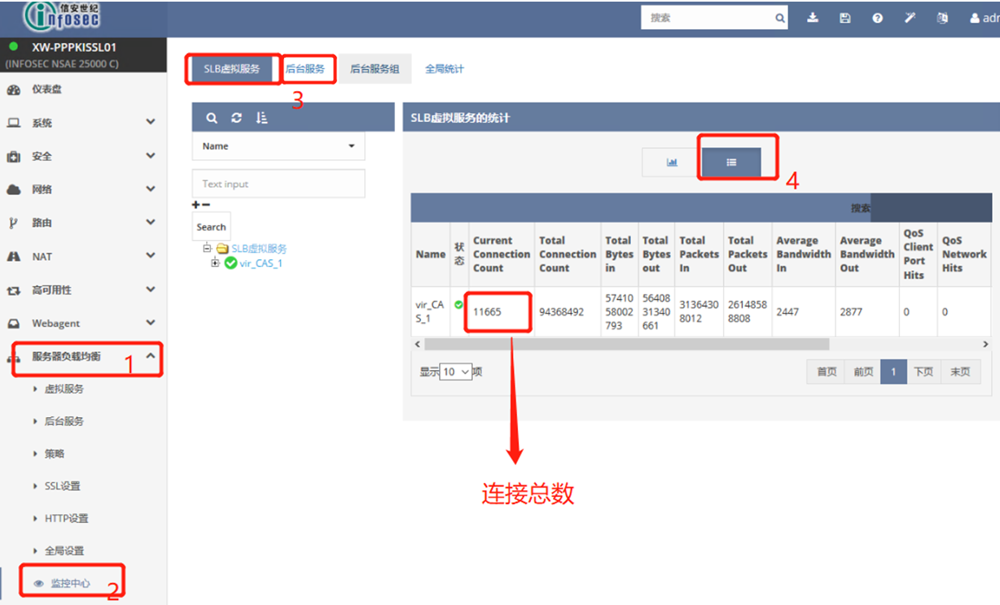 信安世纪
infosec
搜索
adr
XW-PPPKISSL01
(INFOSEC NSAE 25000 C)
仪表盘
系统
安全
网络
路由
NAT
高可用性
Webagent
服务器负载均衡
1
虚拟服务
后台服务
策略
SSL设置
HTTP设置
全局设置
监控中心
2
SLB虚拟服务
后台服务
后台服务组
全局统计
3
Name
Text input
Search
SLB虚拟服务
vir_CAS_1
SLB虚拟服务的统计
4
搜索
Name
状
态
Current
Connection
Count
Total
Connection
Count
Total
Bytes
in
Total
Bytes
out
Total
Packets
In
Total
Packets
Out
Average
Bandwidth
In
Average
Bandwidth
Out
QoS
Client
Port
Hits
QoS
Network
Hits
vir_CA
S_1
11665
94368492
57410
58002
793
56408
31340
661
3136430
8012
2614858
8808
2447
2877
0
0
显示 10 项
首页 前页 1 下页 末页
连接总数